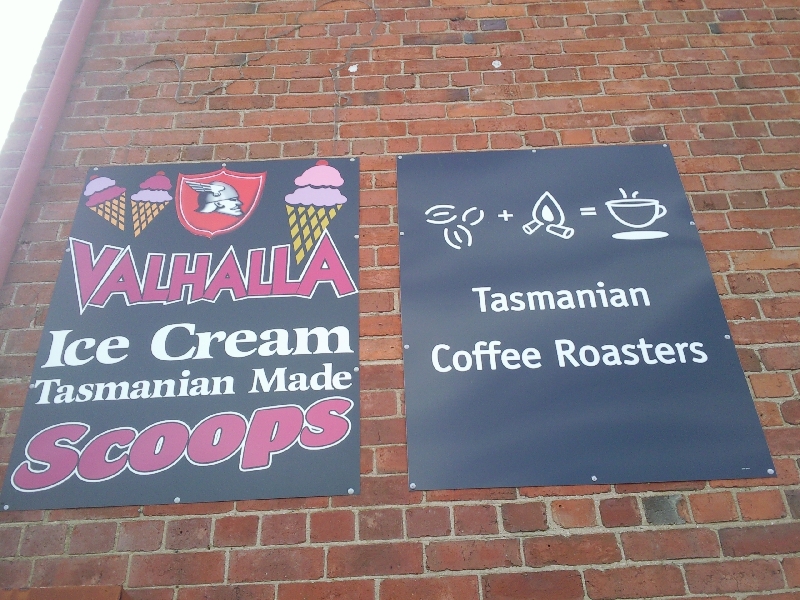 VALHALLA
Ice Cream
Tasmanian Made
Scoops
+ =
Tasmanian
Coffee Roasters